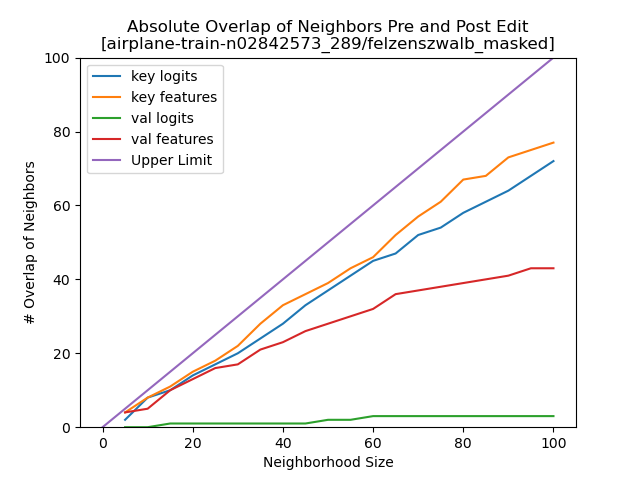 Absolute Overlap of Neighbors Pre and Post Edit
[airplane-train-n02842573_289/felzenszwalb_masked]
100
80
60
40
20
0
# Overlap of Neighbors
key logits
key features
val logits
val features
Upper Limit
0 20 40 60 80 100
Neighborhood Size